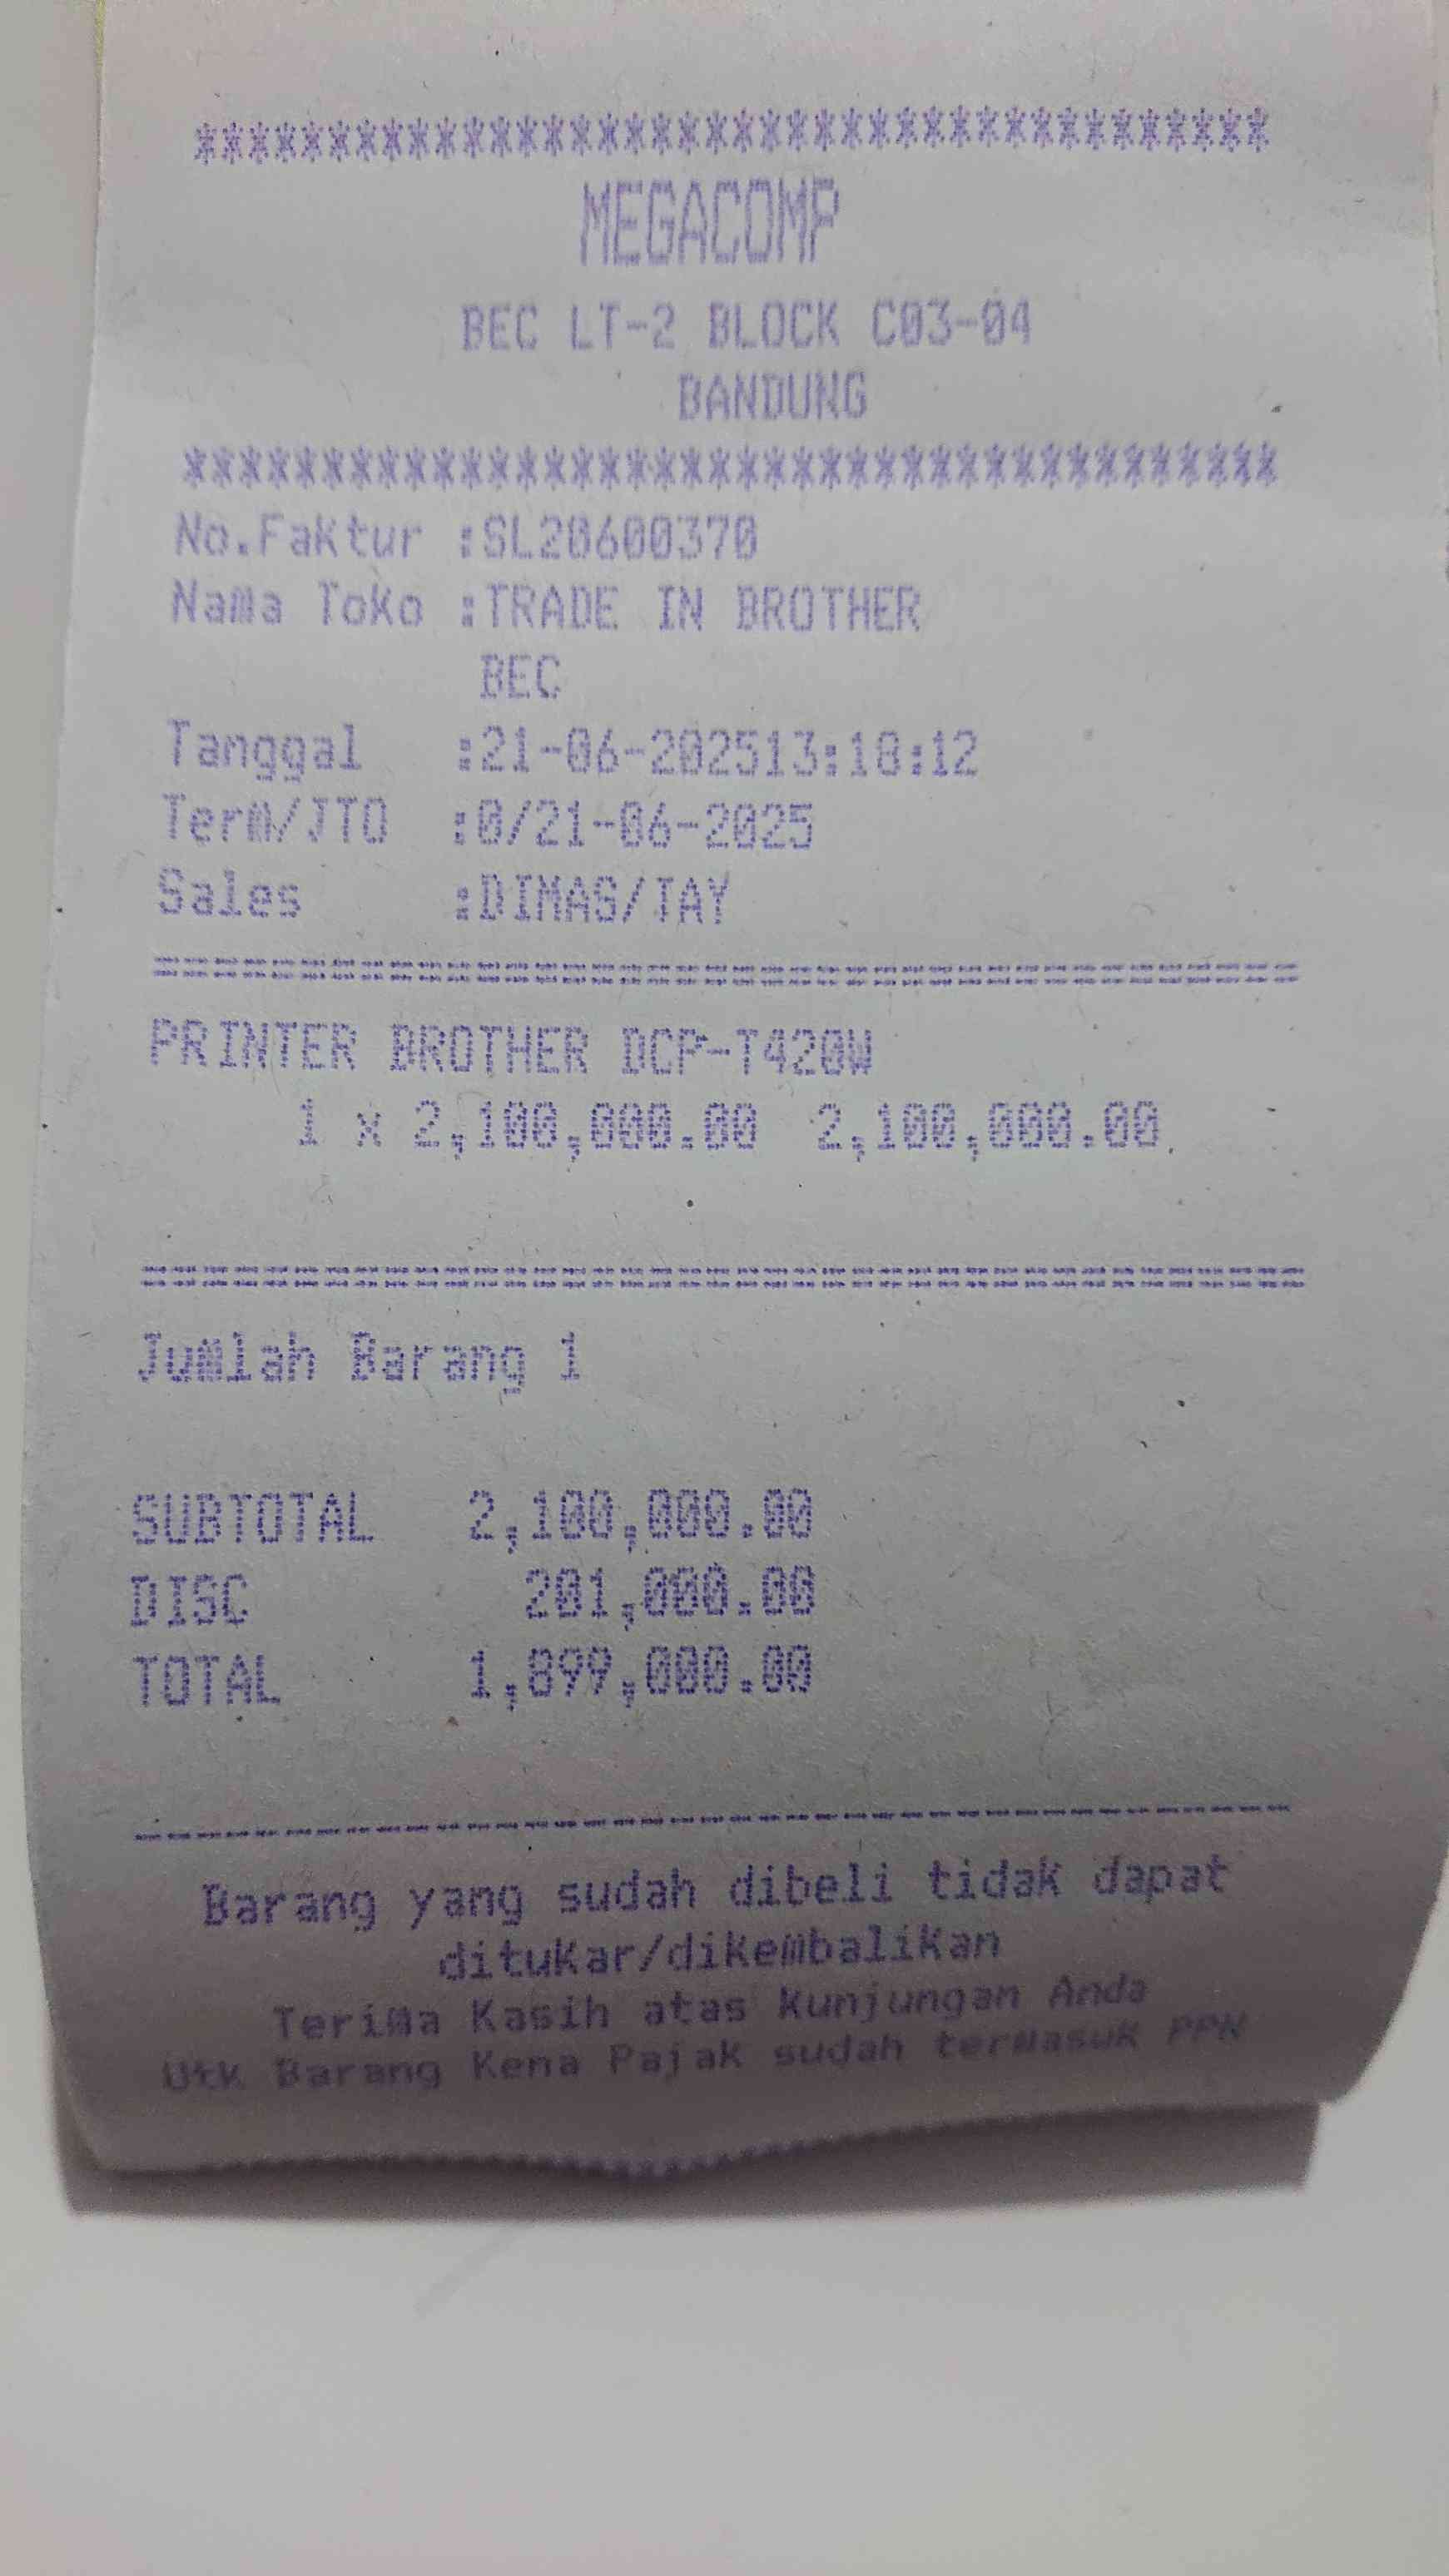 ****************************************
MEGACOMP
BEC LT-2 BLOCK C03-04
BANDUNG
****************************************
No.Faktur :SL20600370
Nama Toko :TRADE IN BROTHER
BEC
Tanggal :21-06-202513:18:12
Term/JTO :0/21-06-2025
Sales :DIMAS/TAY
========================================
PRINTER BROTHER DCP-T420W
1 x 2,100,000.00 2,100,000.00
========================================
Jumlah Barang 1
SUBTOTAL 2,100,000.00
DISC 201,000.00
TOTAL 1,899,000.00
----------------------------------------
Barang yang sudah dibeli tidak dapat
ditukar/dikembalikan
Terima Kasih atas Kunjungan Anda
Utk Barang Kena Pajak sudah termasuk PPN